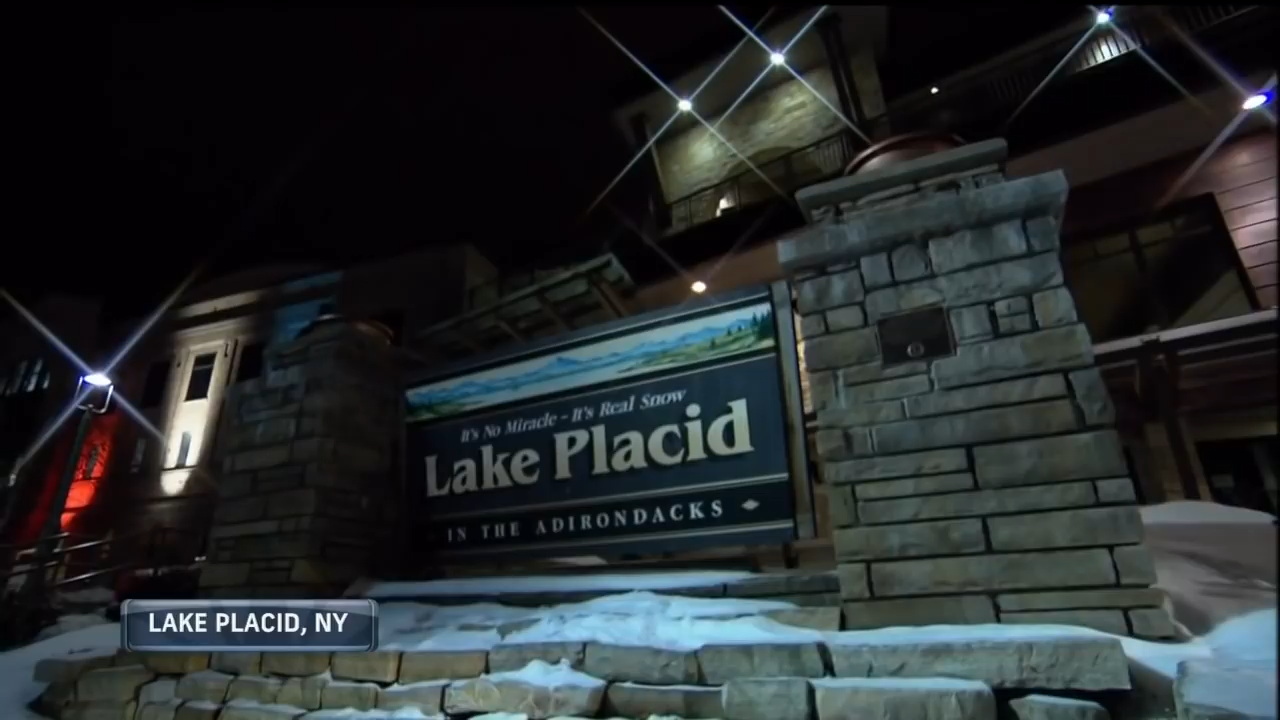 It's No Miracle - It's Real Snow
Lake Placid
IN THE ADIRONDACKS
LAKE PLACID, NY